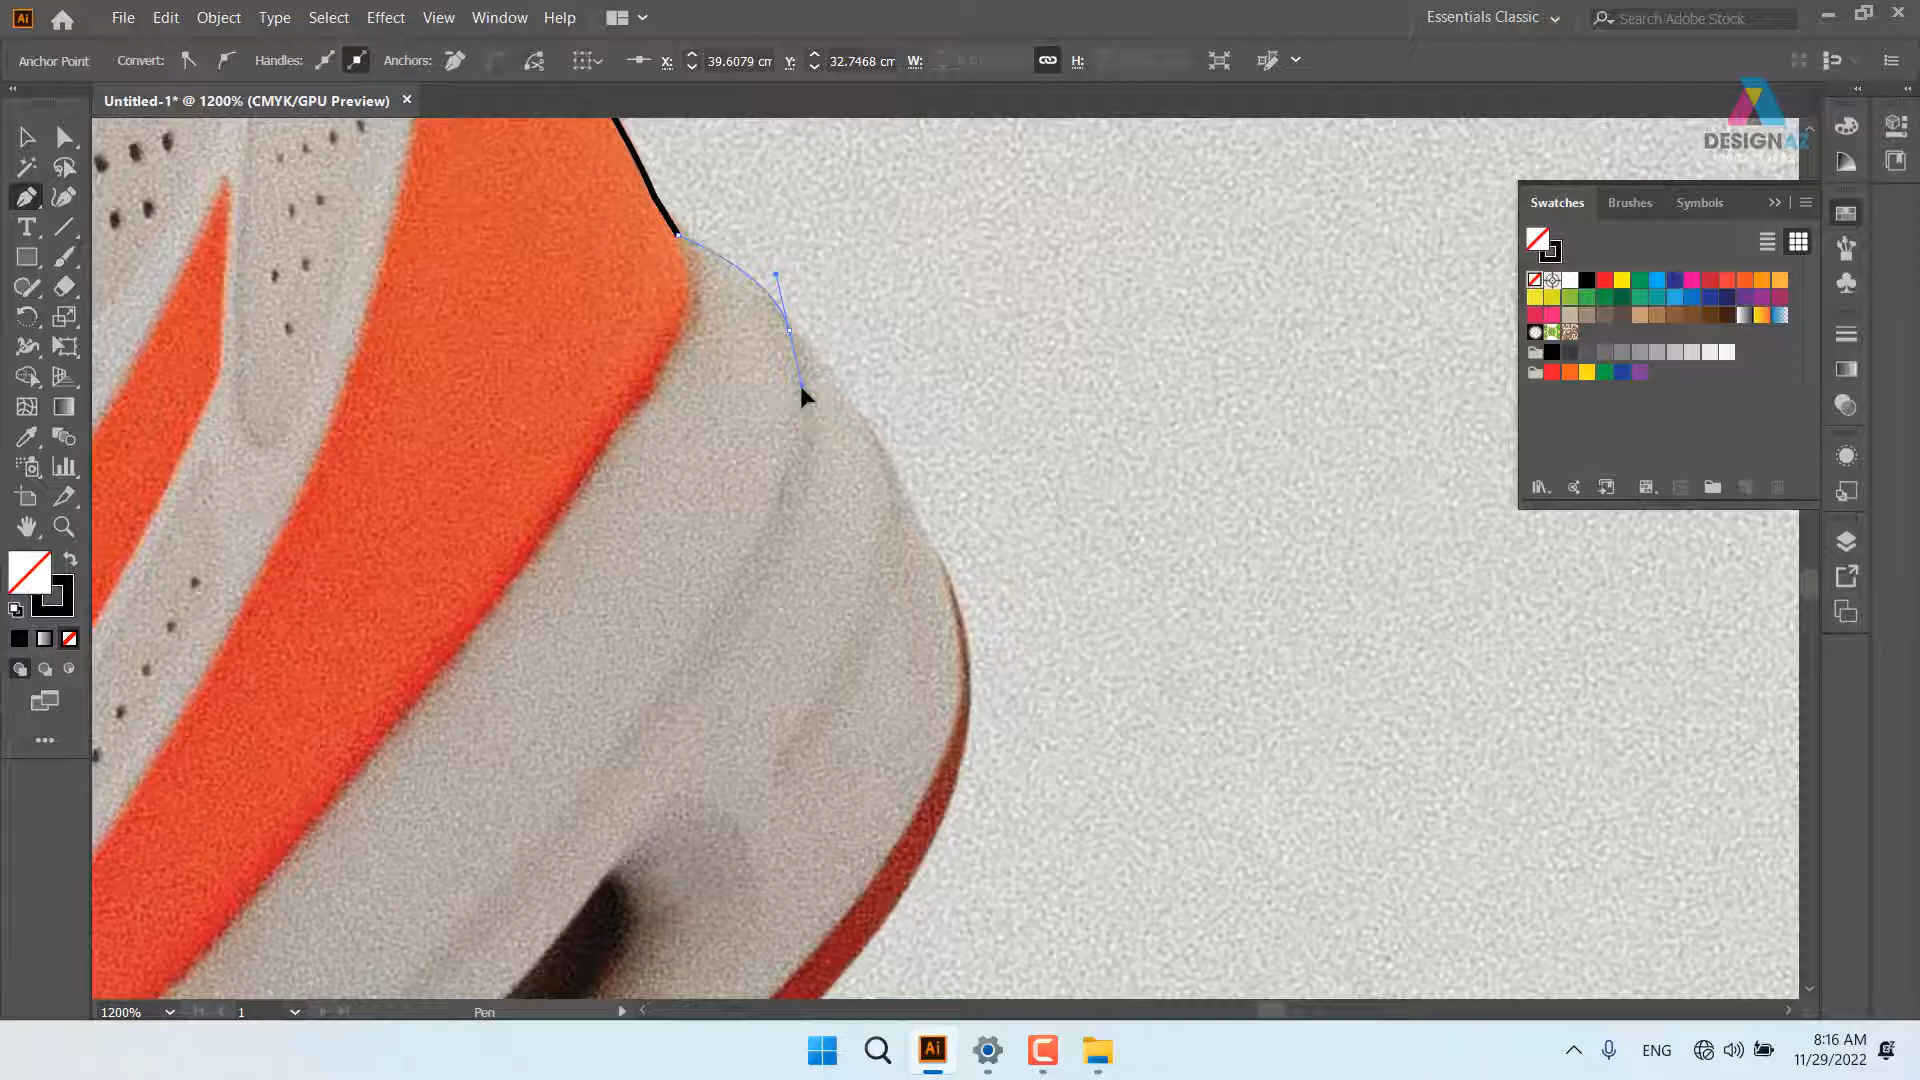 Ai File Edit Object Type Select Effect View Window Help Essentials Classic Search Adobe Stock
Anchor Point Convert: Handles: Anchors: X: 39.6079 cm Y: 32.7468 cm W: H:
Untitled-1* @ 1200% (CMYK/GPU Preview) ×
DESIGNAZ
Swatches Brushes Symbols
1200% 1 Pen
Ai ENG 8:16 AM
11/29/2022